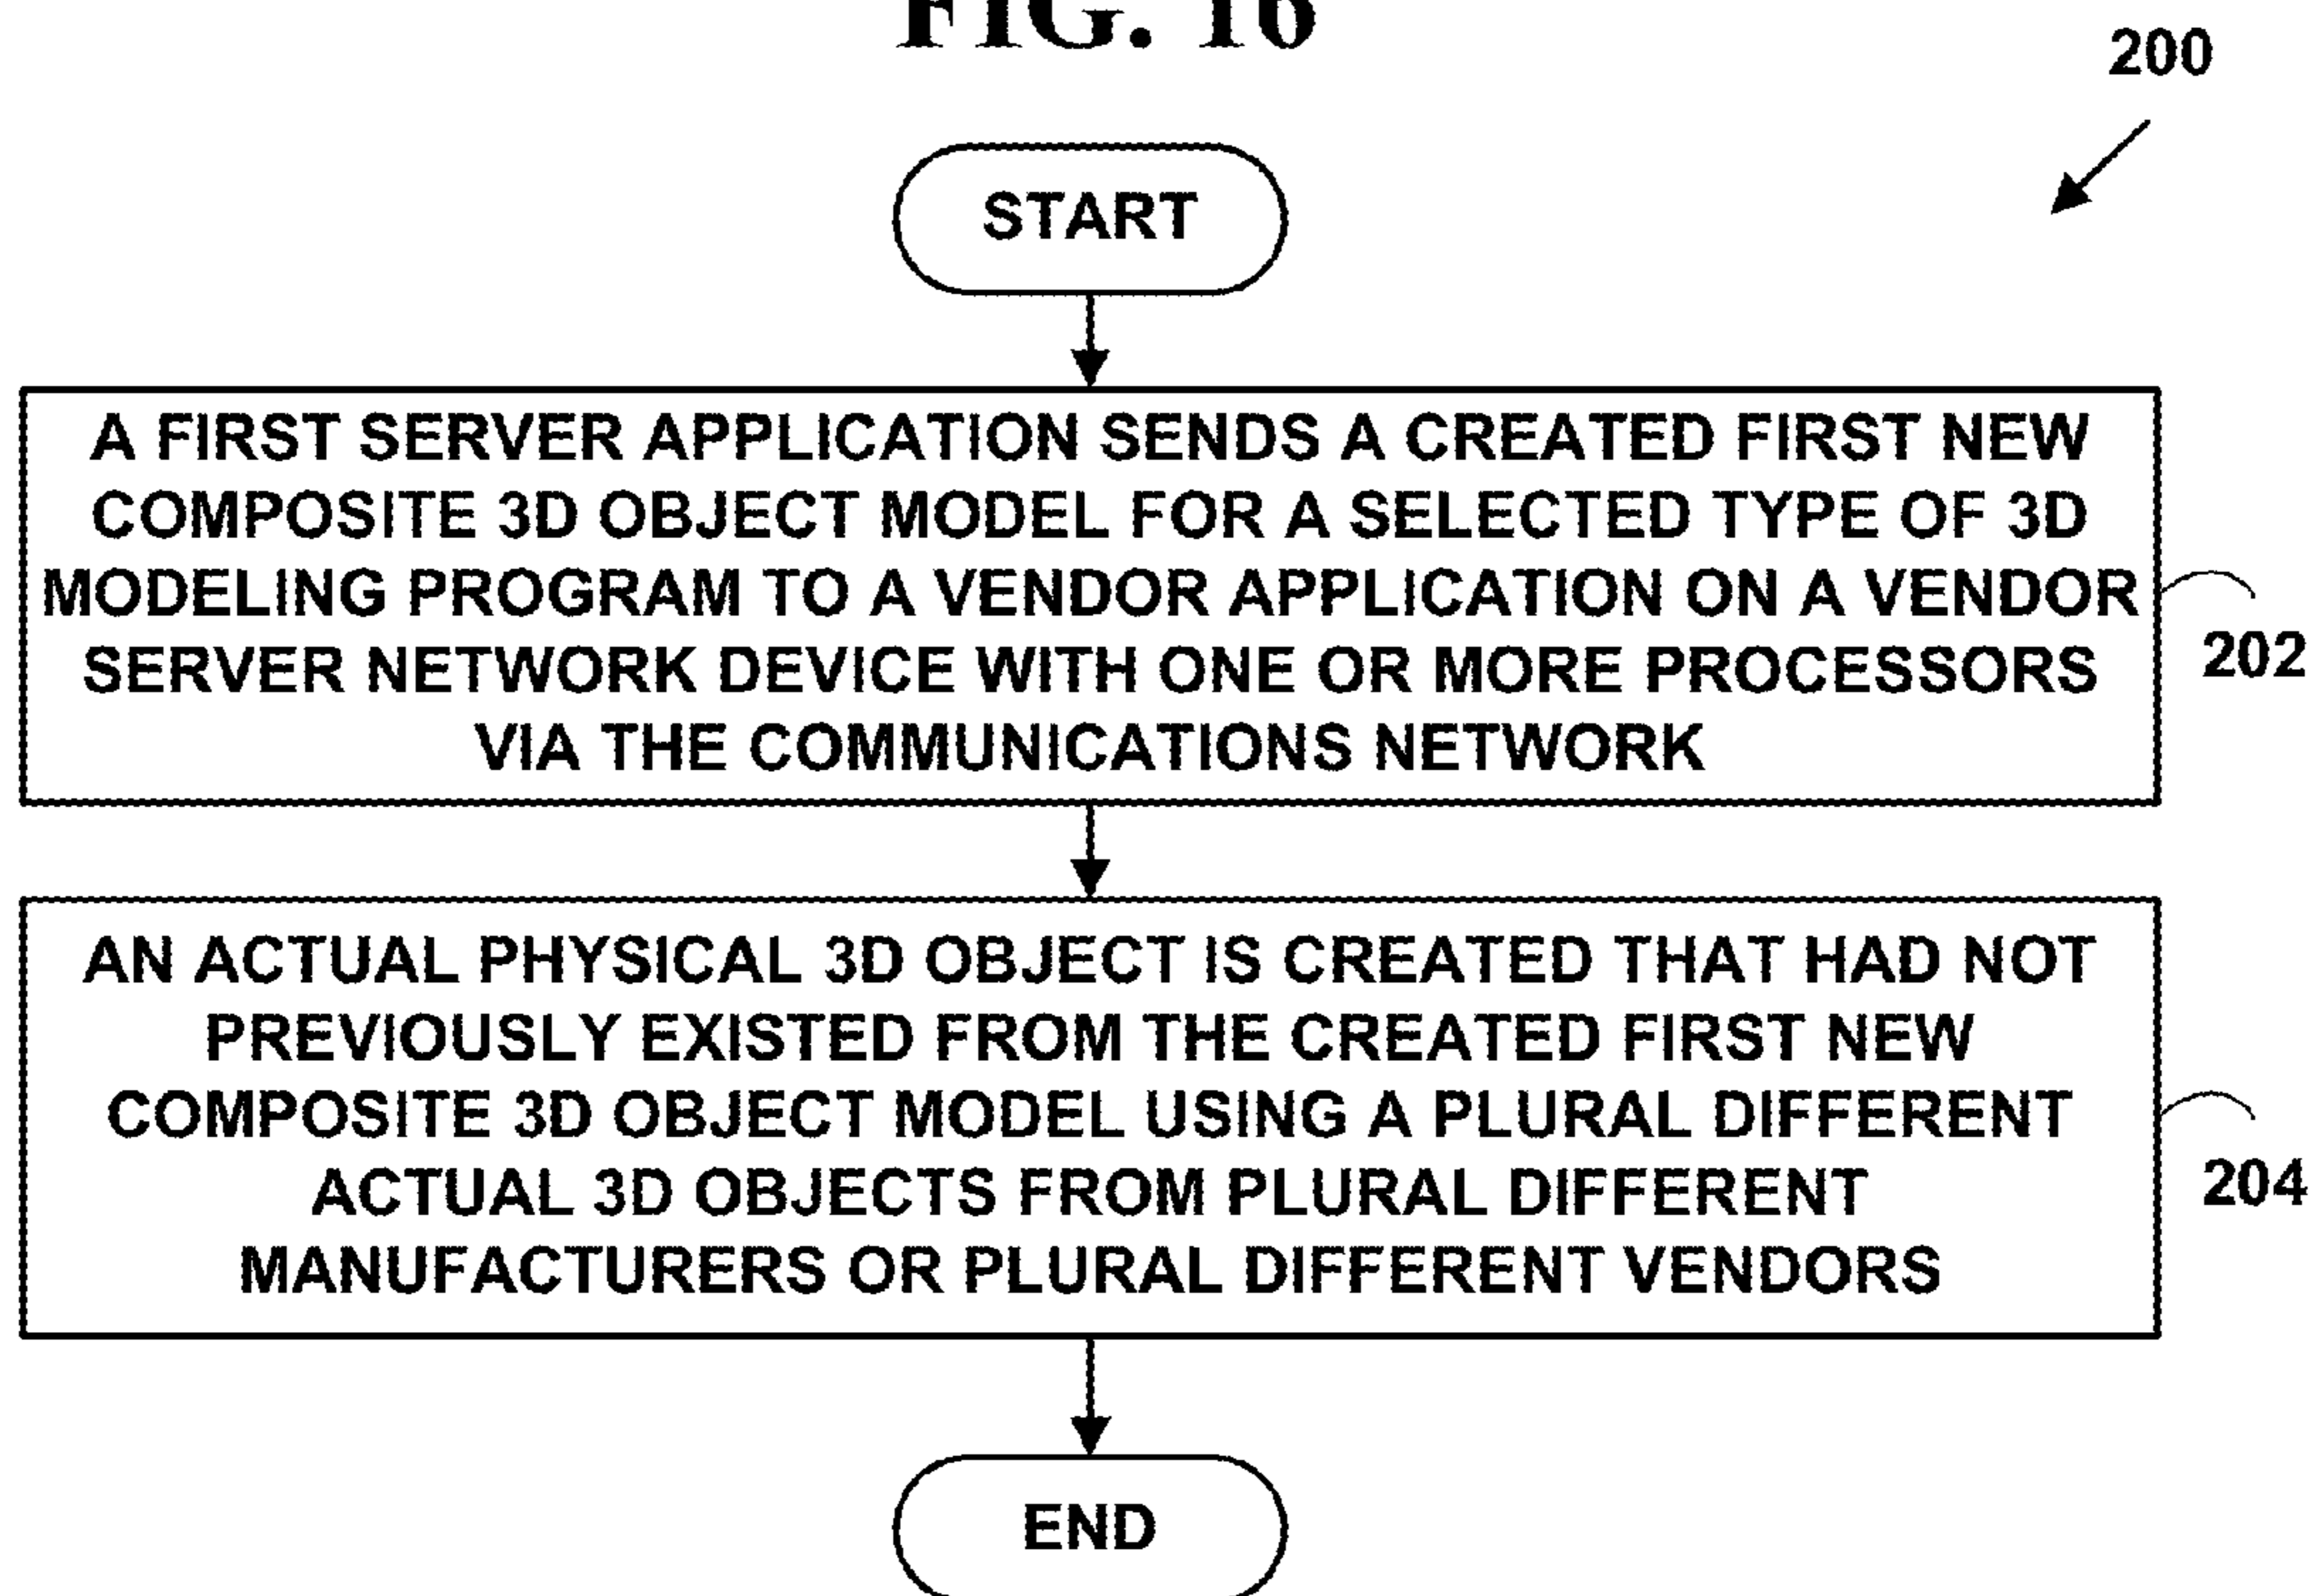 FIG. 16
200
START
A FIRST SERVER APPLICATION SENDS A CREATED FIRST NEW
COMPOSITE 3D OBJECT MODEL FOR A SELECTED TYPE OF 3D
MODELING PROGRAM TO A VENDOR APPLICATION ON A VENDOR
SERVER NETWORK DEVICE WITH ONE OR MORE PROCESSORS
VIA THE COMMUNICATIONS NETWORK
202
AN ACTUAL PHYSICAL 3D OBJECT IS CREATED THAT HAD NOT
PREVIOUSLY EXISTED FROM THE CREATED FIRST NEW
COMPOSITE 3D OBJECT MODEL USING A PLURAL DIFFERENT
ACTUAL 3D OBJECTS FROM PLURAL DIFFERENT
MANUFACTURERS OR PLURAL DIFFERENT VENDORS
204
END